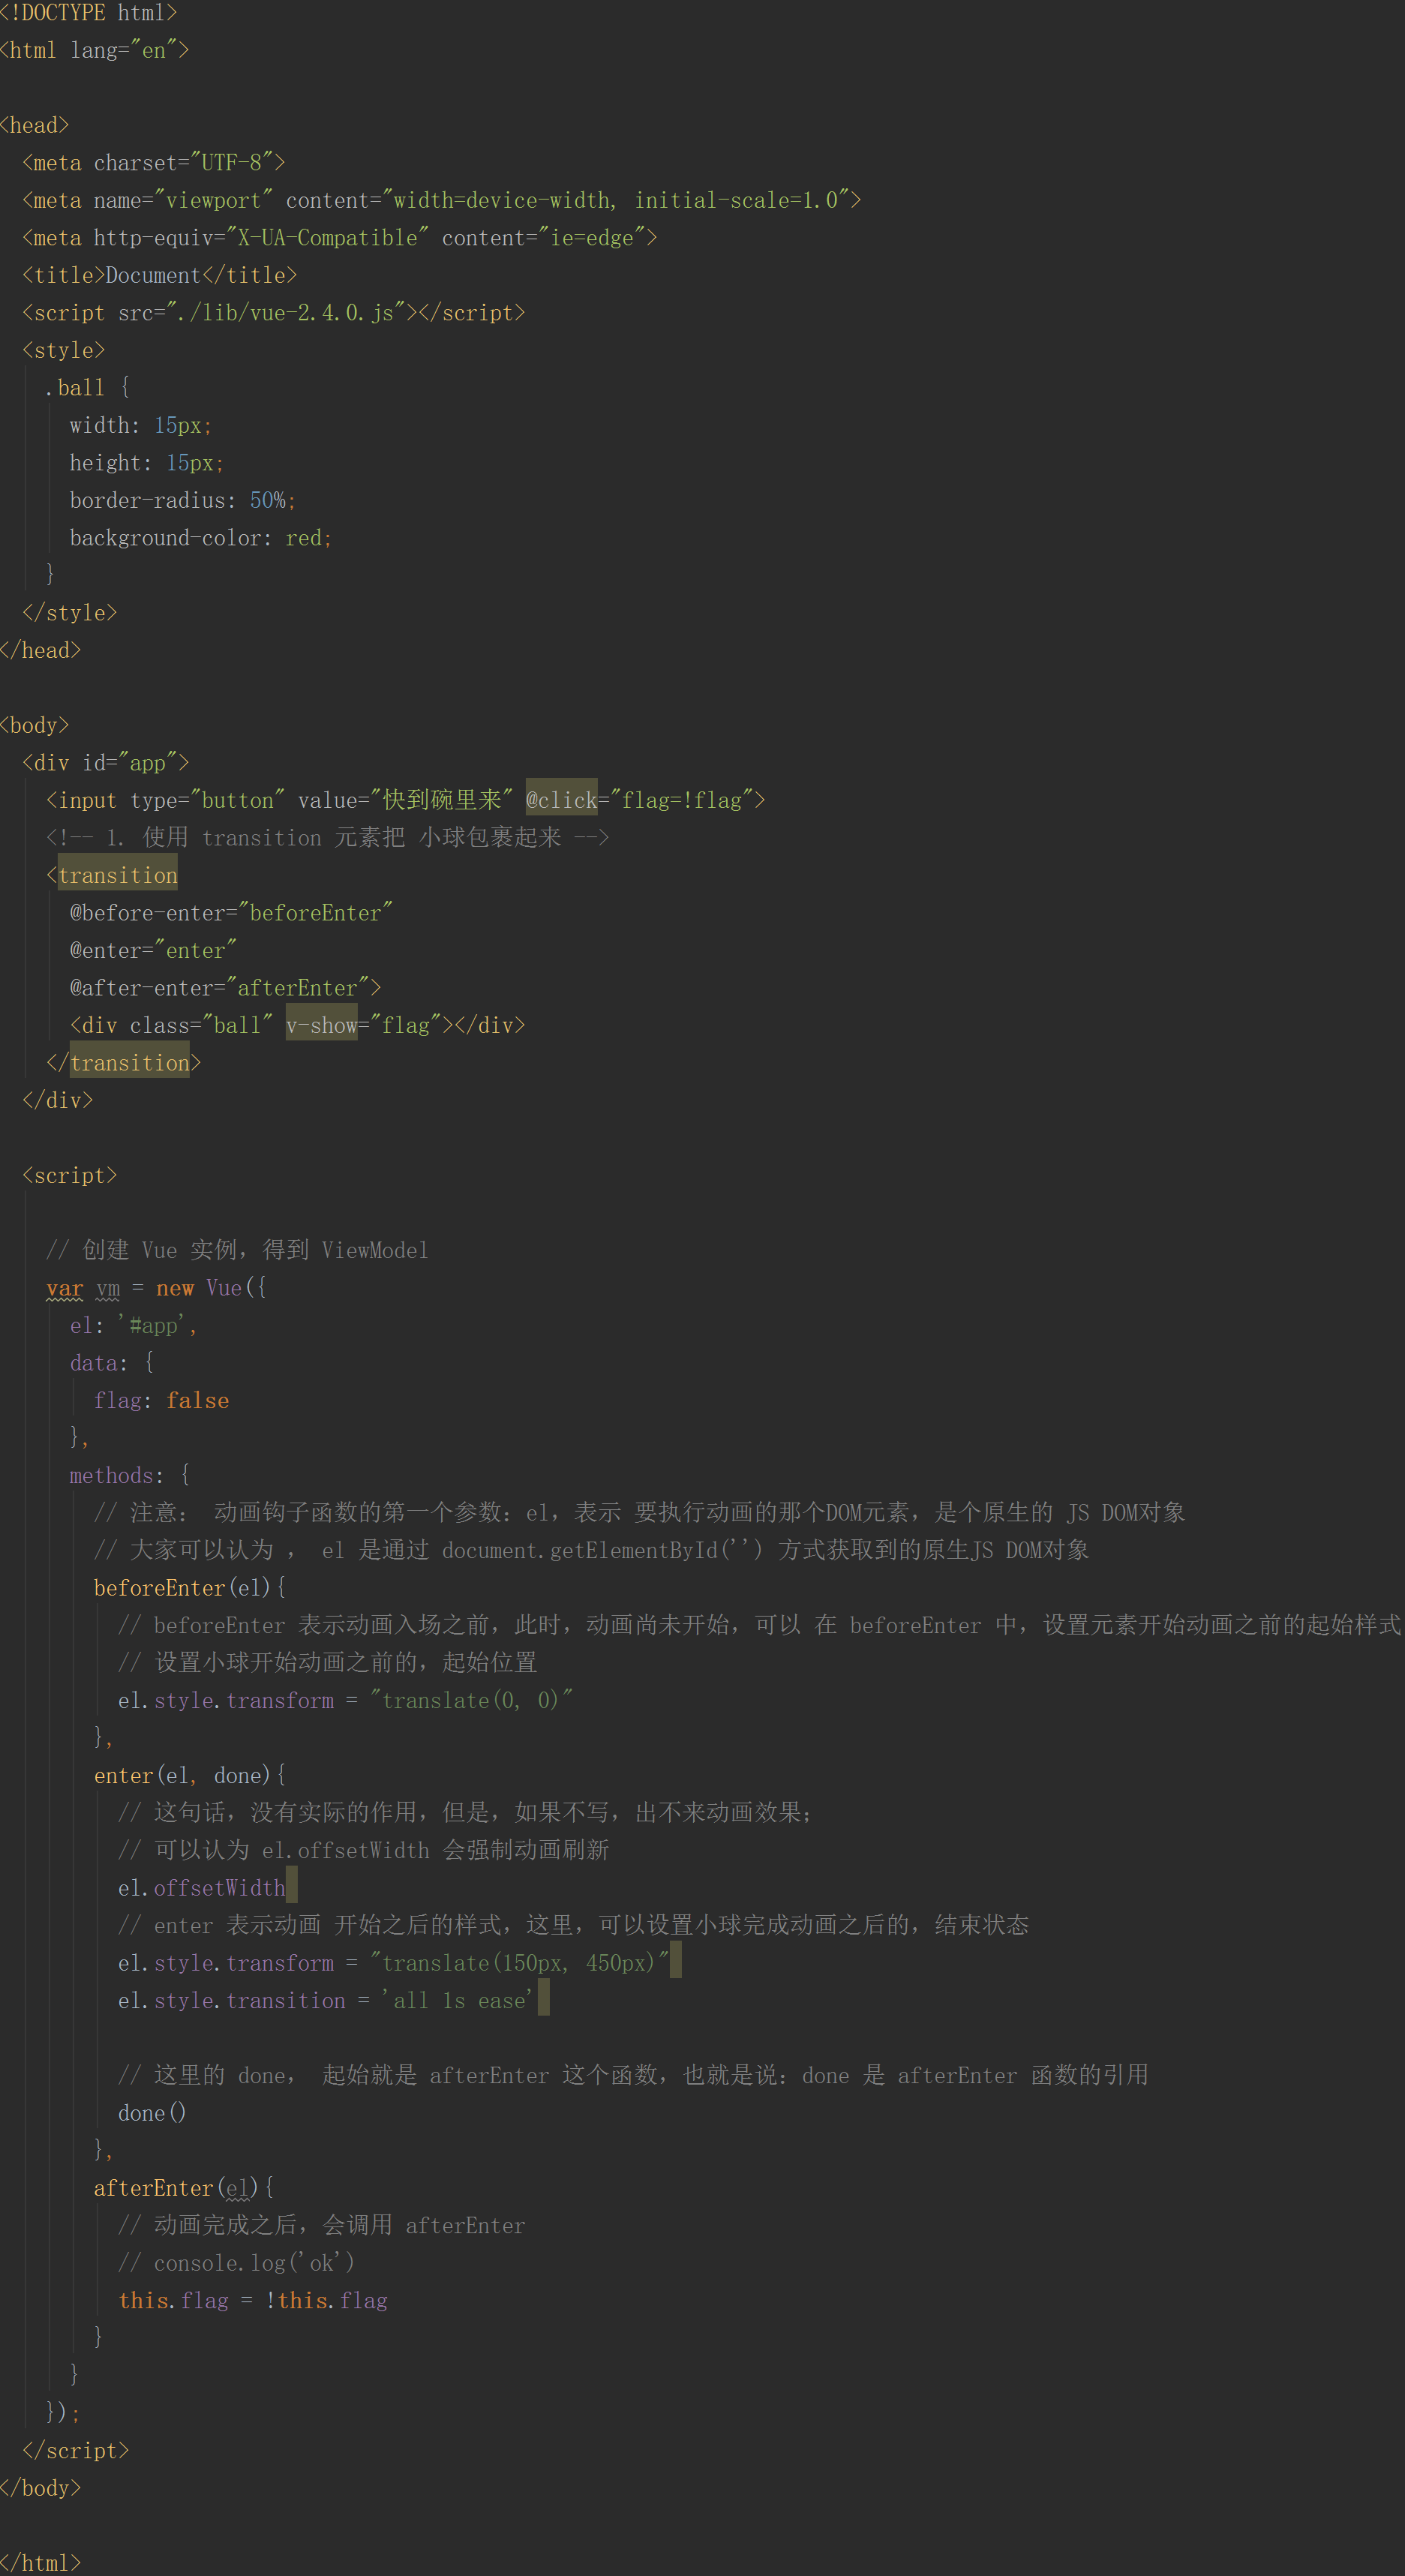 <!DOCTYPE html>
<html lang="en">
<head>
<meta charset="UTF-8">
<meta name="viewport" content="width=device-width, initial-scale=1.0">
<meta http-equiv="X-UA-Compatible" content="ie=edge">
<title>Document</title>
<script src="./lib/vue-2.4.0.js"></script>
<style>
.ball {
width: 15px;
height: 15px;
border-radius: 50%;
background-color: red;
}
</style>
</head>
<body>
<div id="app">
<input type="button" value="快到碗里来" @click="flag=!flag">
<!-- 1. 使用 transition 元素把 小球包裹起来 -->
<transition
@before-enter="beforeEnter"
@enter="enter"
@after-enter="afterEnter">
<div class="ball" v-show="flag"></div>
</transition>
</div>
<script>
// 创建 Vue 实例，得到 ViewModel
var vm = new Vue({
el: '#app',
data: {
flag: false
},
methods: {
// 注意： 动画钩子函数的第一个参数：el，表示 要执行动画的那个DOM元素，是个原生的 JS DOM对象
// 大家可以认为 ， el 是通过 document.getElementById('') 方式获取到的原生JS DOM对象
beforeEnter(el){
// beforeEnter 表示动画入场之前，此时，动画尚未开始，可以 在 beforeEnter 中，设置元素开始动画之前的起始样式
// 设置小球开始动画之前的，起始位置
el.style.transform = "translate(0, 0)"
},
enter(el, done){
// 这句话，没有实际的作用，但是，如果不写，出不来动画效果；
// 可以认为 el.offsetWidth 会强制动画刷新
el.offsetWidth
// enter 表示动画 开始之后的样式，这里，可以设置小球完成动画之后的，结束状态
el.style.transform = "translate(150px, 450px)"
el.style.transition = 'all 1s ease'
// 这里的 done， 起始就是 afterEnter 这个函数，也就是说：done 是 afterEnter 函数的引用
done()
},
afterEnter(el){
// 动画完成之后，会调用 afterEnter
// console.log('ok')
this.flag = !this.flag
}
}
});
</script>
</body>
</html>